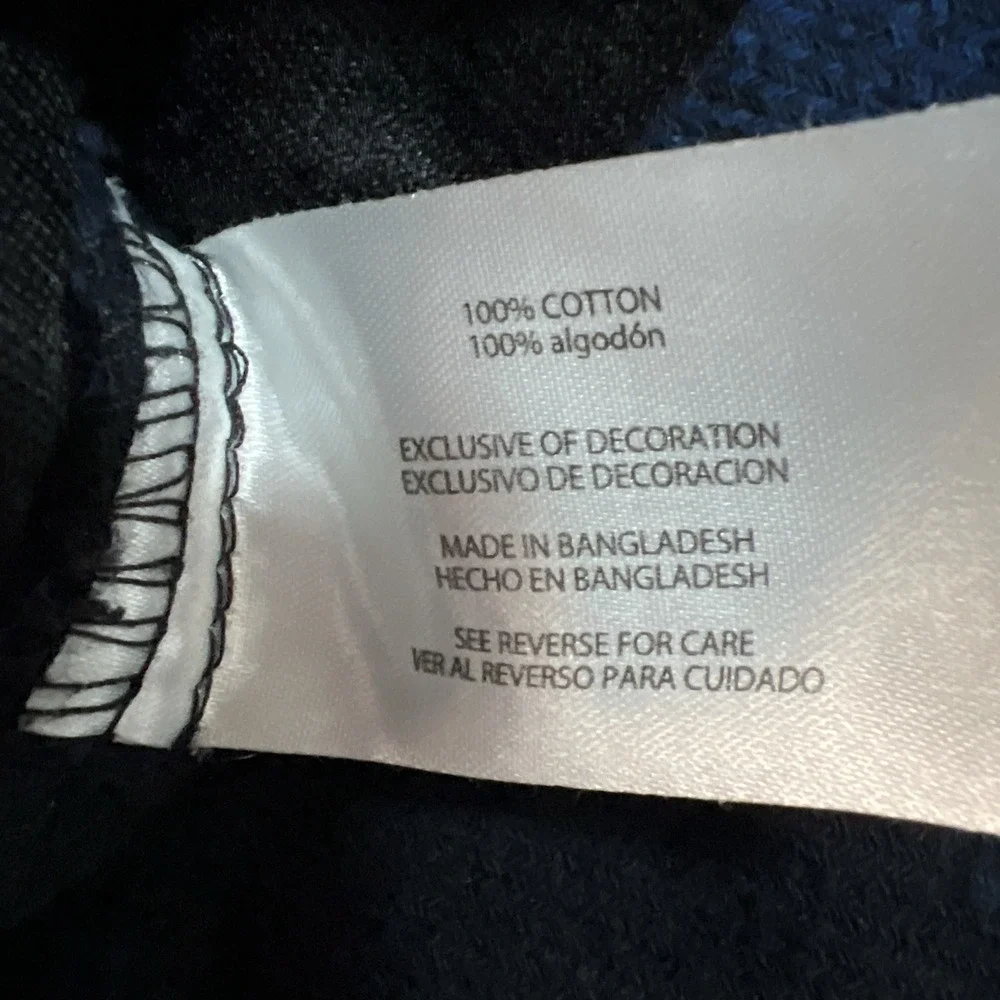 100% COTTON
100% algodón
EXCLUSIVE OF DECORATION
EXCLUSIVO DE DECORACION
MADE IN BANGLADESH
HECHO EN BANGLADESH
SEE REVERSE FOR CARE
VER AL REVERSO PARA CUIDADO